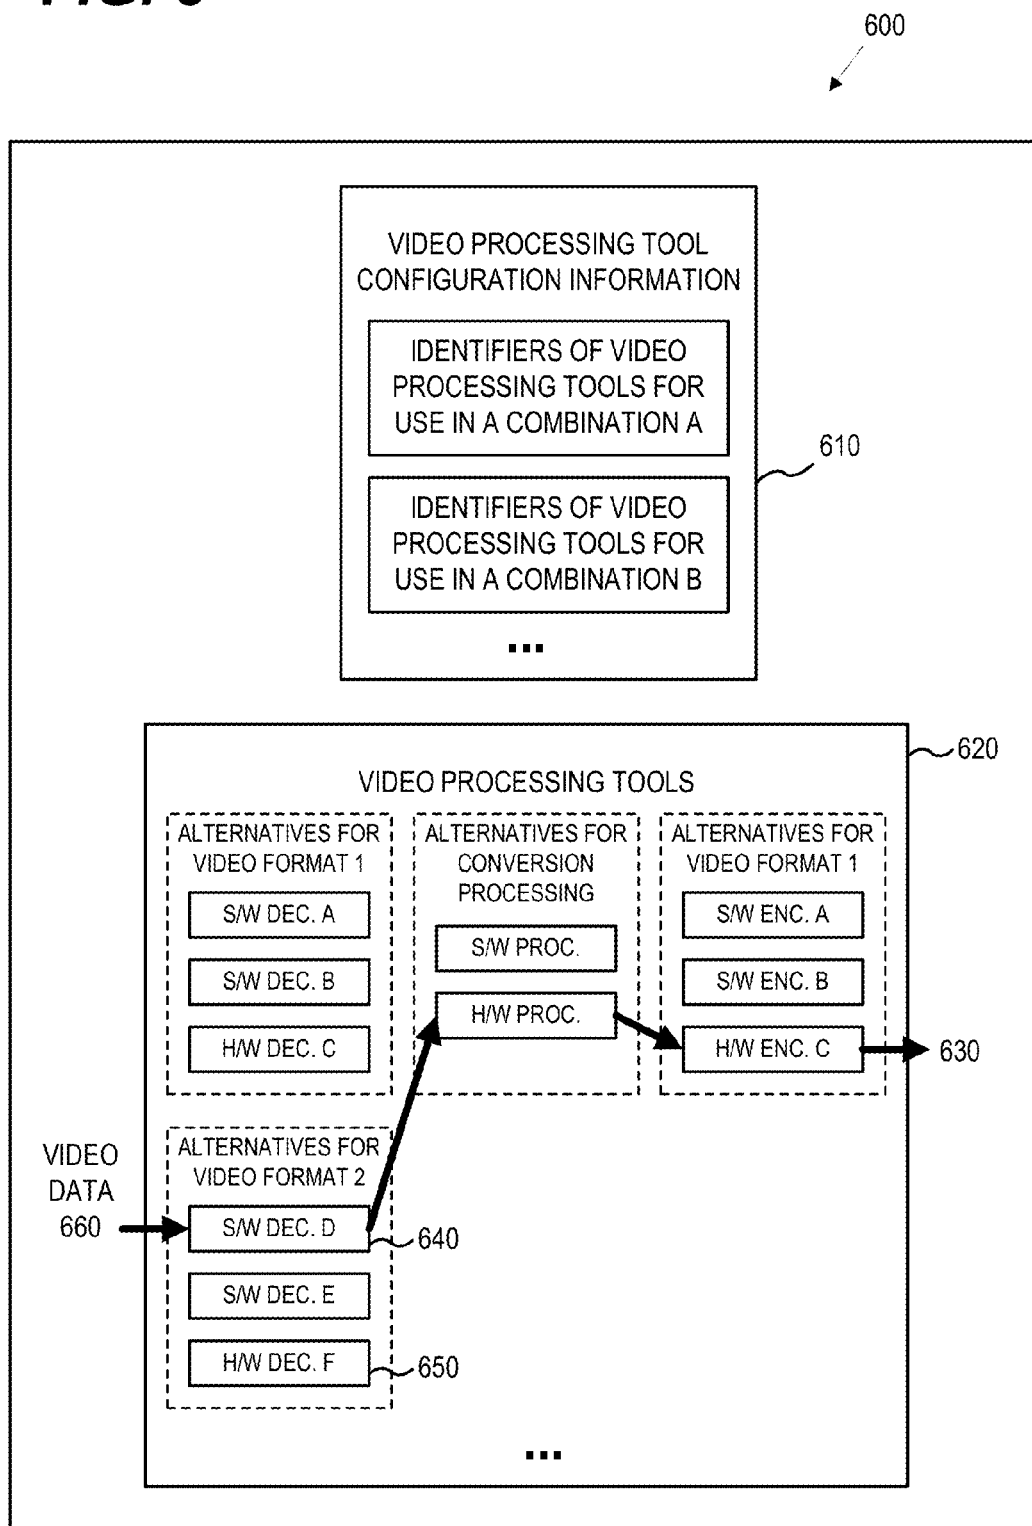 600
VIDEO PROCESSING TOOL
CONFIGURATION INFORMATION
IDENTIFIERS OF VIDEO
PROCESSING TOOLS FOR
USE IN A COMBINATION A
610
IDENTIFIERS OF VIDEO
PROCESSING TOOLS FOR
USE IN A COMBINATION B
...
620
VIDEO PROCESSING TOOLS
ALTERNATIVES FOR
VIDEO FORMAT 1
S/W DEC. A
S/W DEC. B
H/W DEC. C
ALTERNATIVES FOR
CONVERSION
PROCESSING
S/W PROC.
H/W PROC.
ALTERNATIVES FOR
VIDEO FORMAT 1
S/W ENC. A
S/W ENC. B
H/W ENC. C
630
VIDEO
DATA
660
ALTERNATIVES FOR
VIDEO FORMAT 2
S/W DEC. D
640
S/W DEC. E
H/W DEC. F
650
...